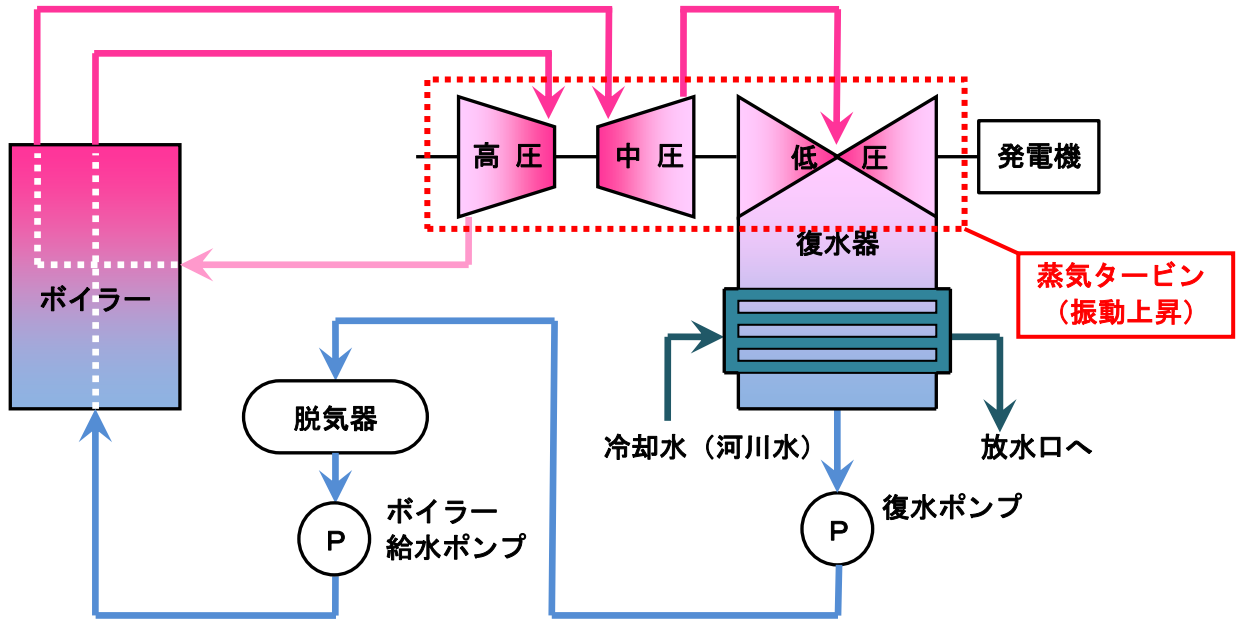 高 圧
中 圧
低 圧
発電機
復水器
蒸気タービン
（振動上昇）
ボイラー
脱気器
冷却水（河川水）
放水口へ
ボイラー
給水ポンプ
P
復水ポンプ
P